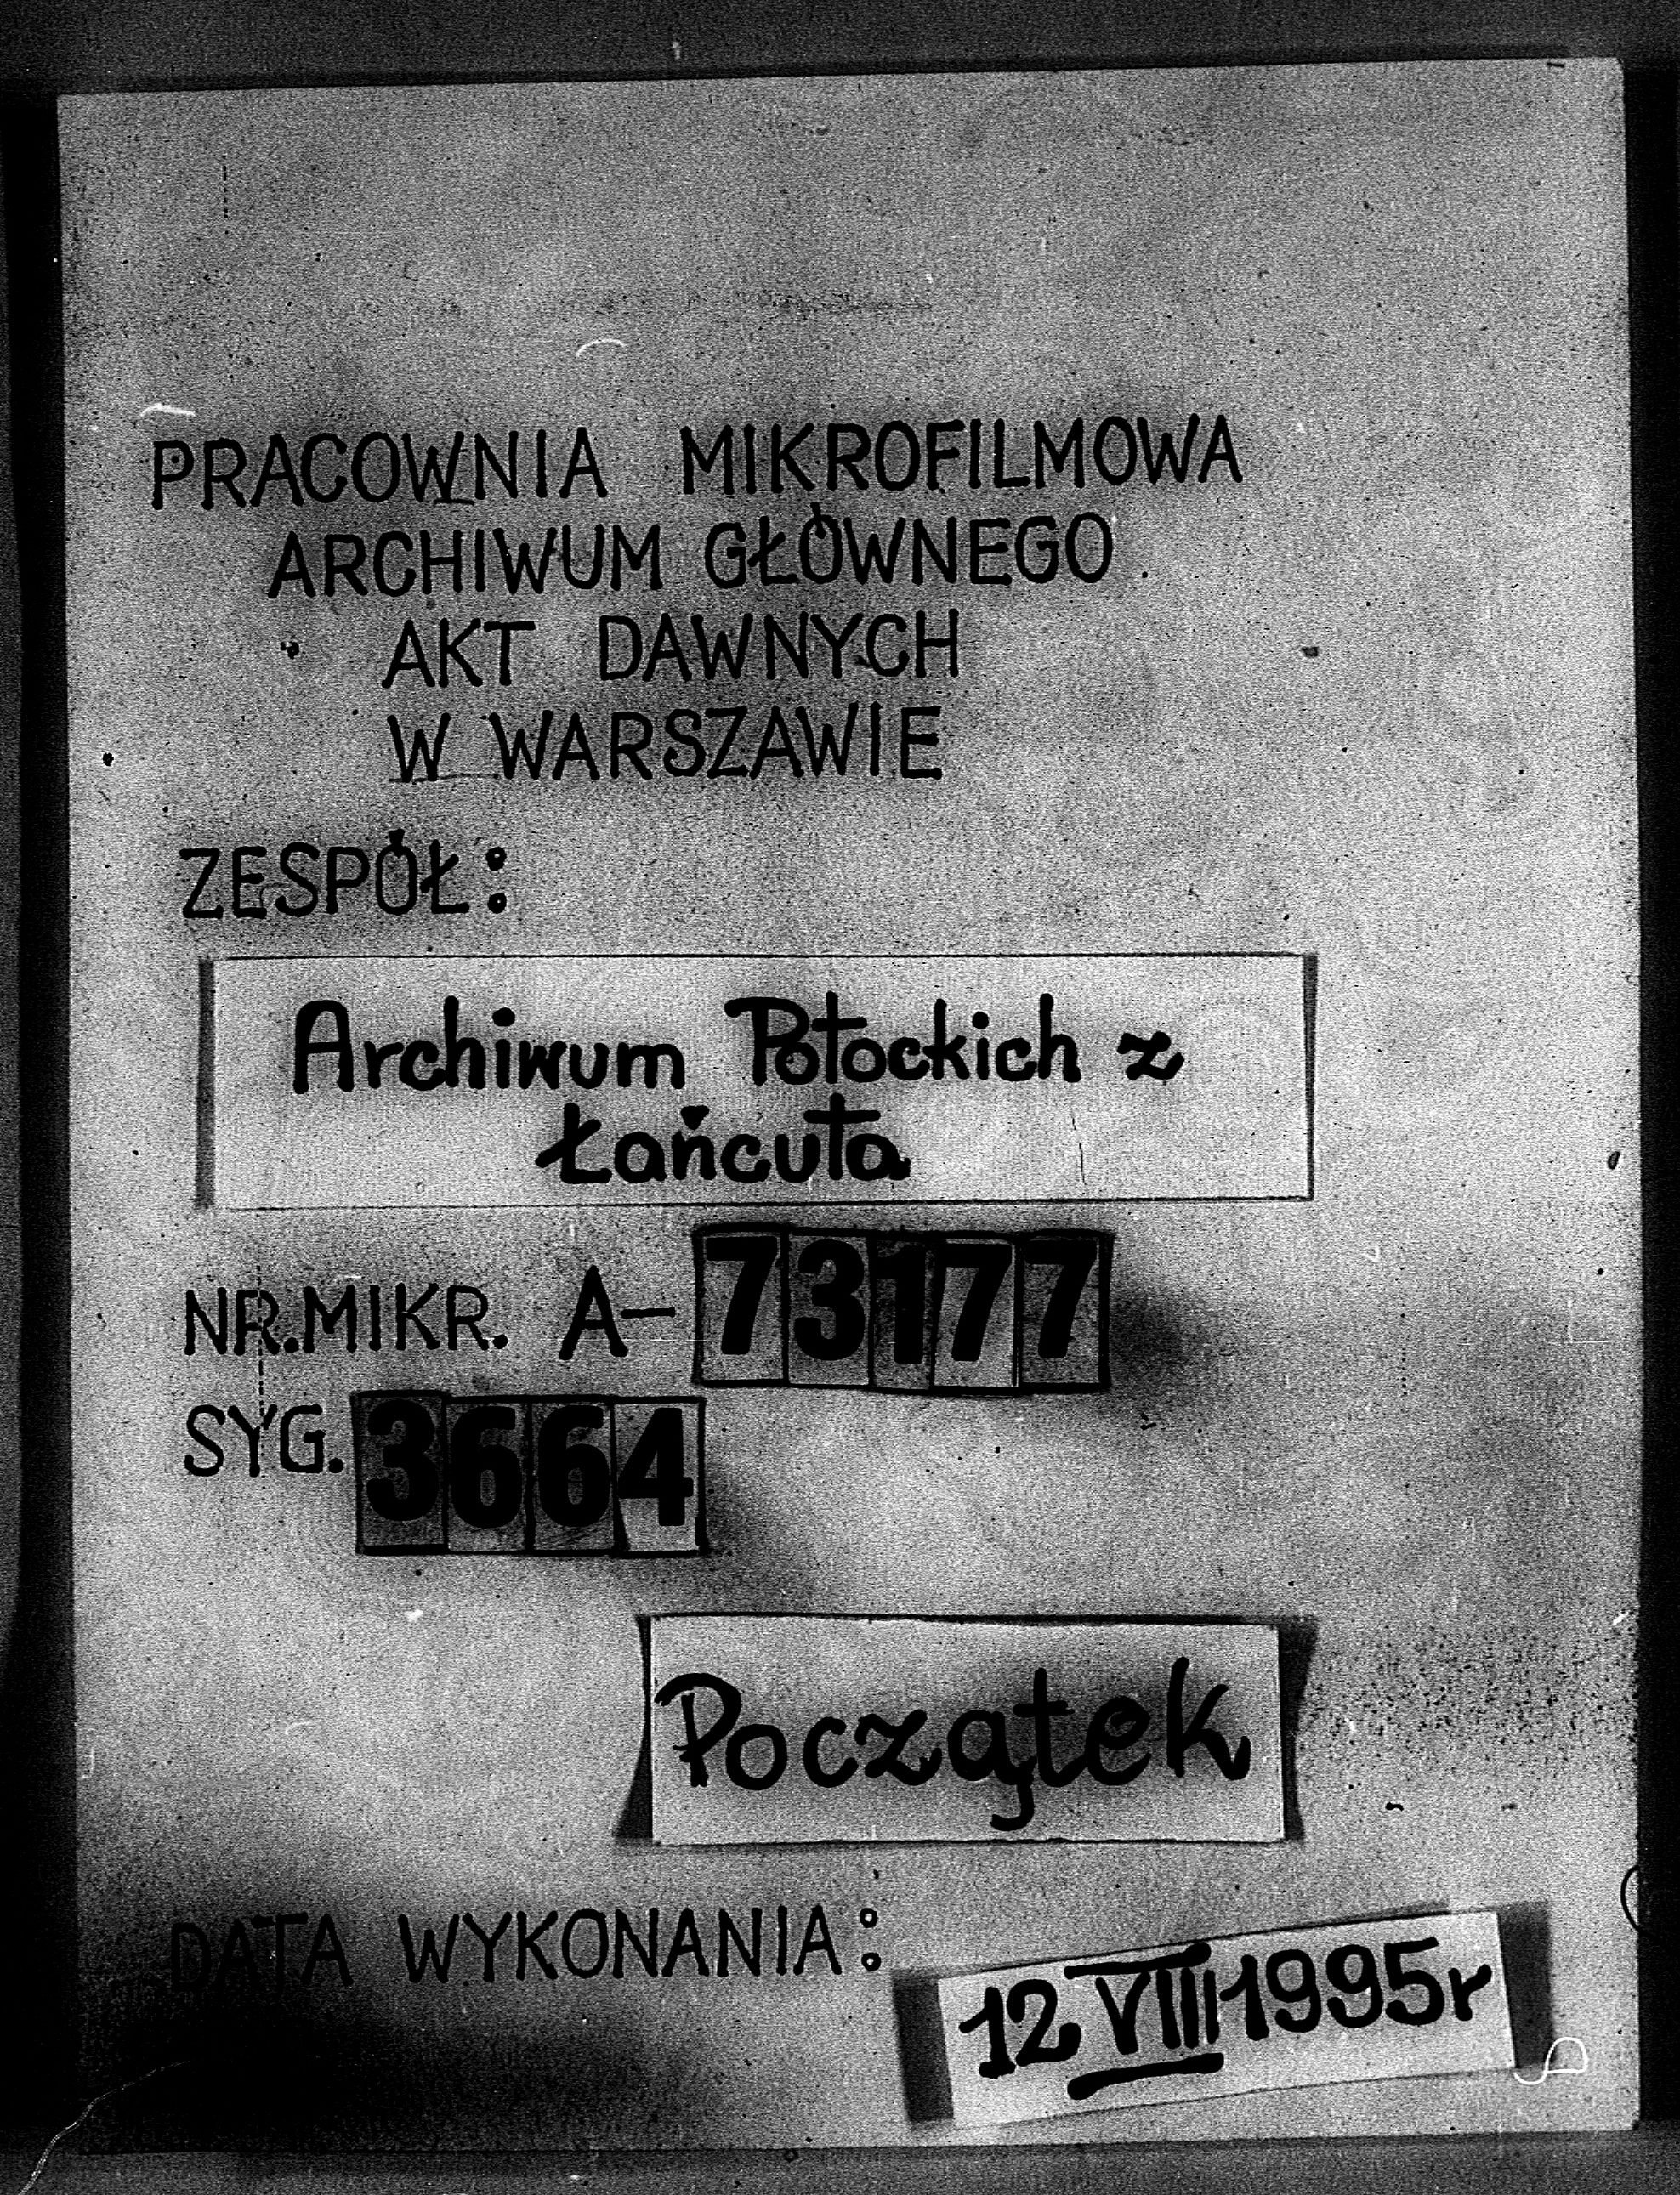 PRACOWNIA MIKROFILMOWA
ARCHIWUM GŁÓWNEGO
AKT DAWNYCH
W WARSZAWIE
ZESPÓŁ:
Archiwum Potockich z
Łańcuta
NR.MIKR. A-73177
SYG. 3664
Początek
DATA WYKONANIA:
12 VIII 1995r